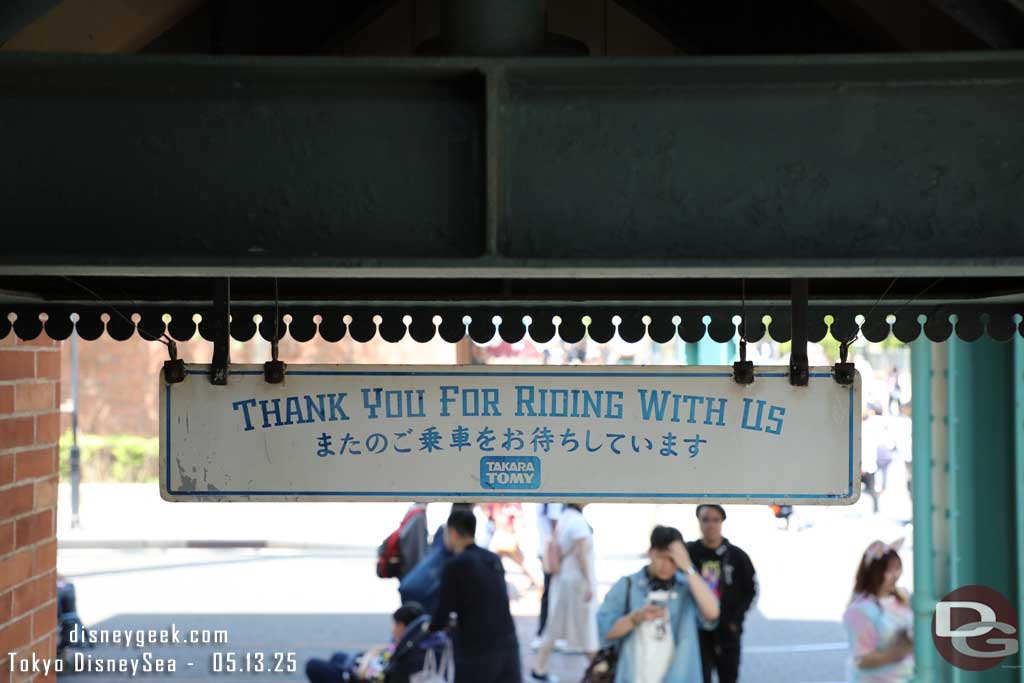 THANK YOU FOR RIDING WITH US
またのご乗車をお待ちしています
TAKARA
TOMY
disneygeek.com
Tokyo DisneySea - 05.13.25
DG